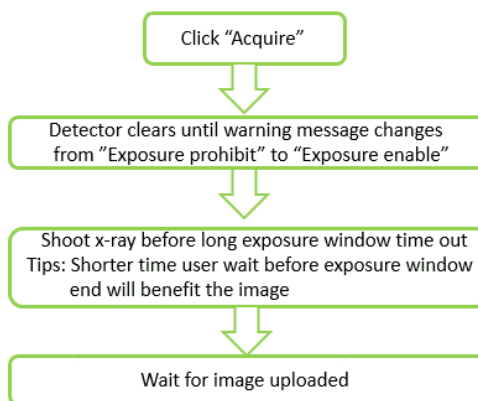 Click “Acquire”
Detector clears until warning message changes
from ”Exposure prohibit” to “Exposure enable”
Shoot x-ray before long exposure window time out
Tips: Shorter time user wait before exposure window
end will benefit the image
Wait for image uploaded